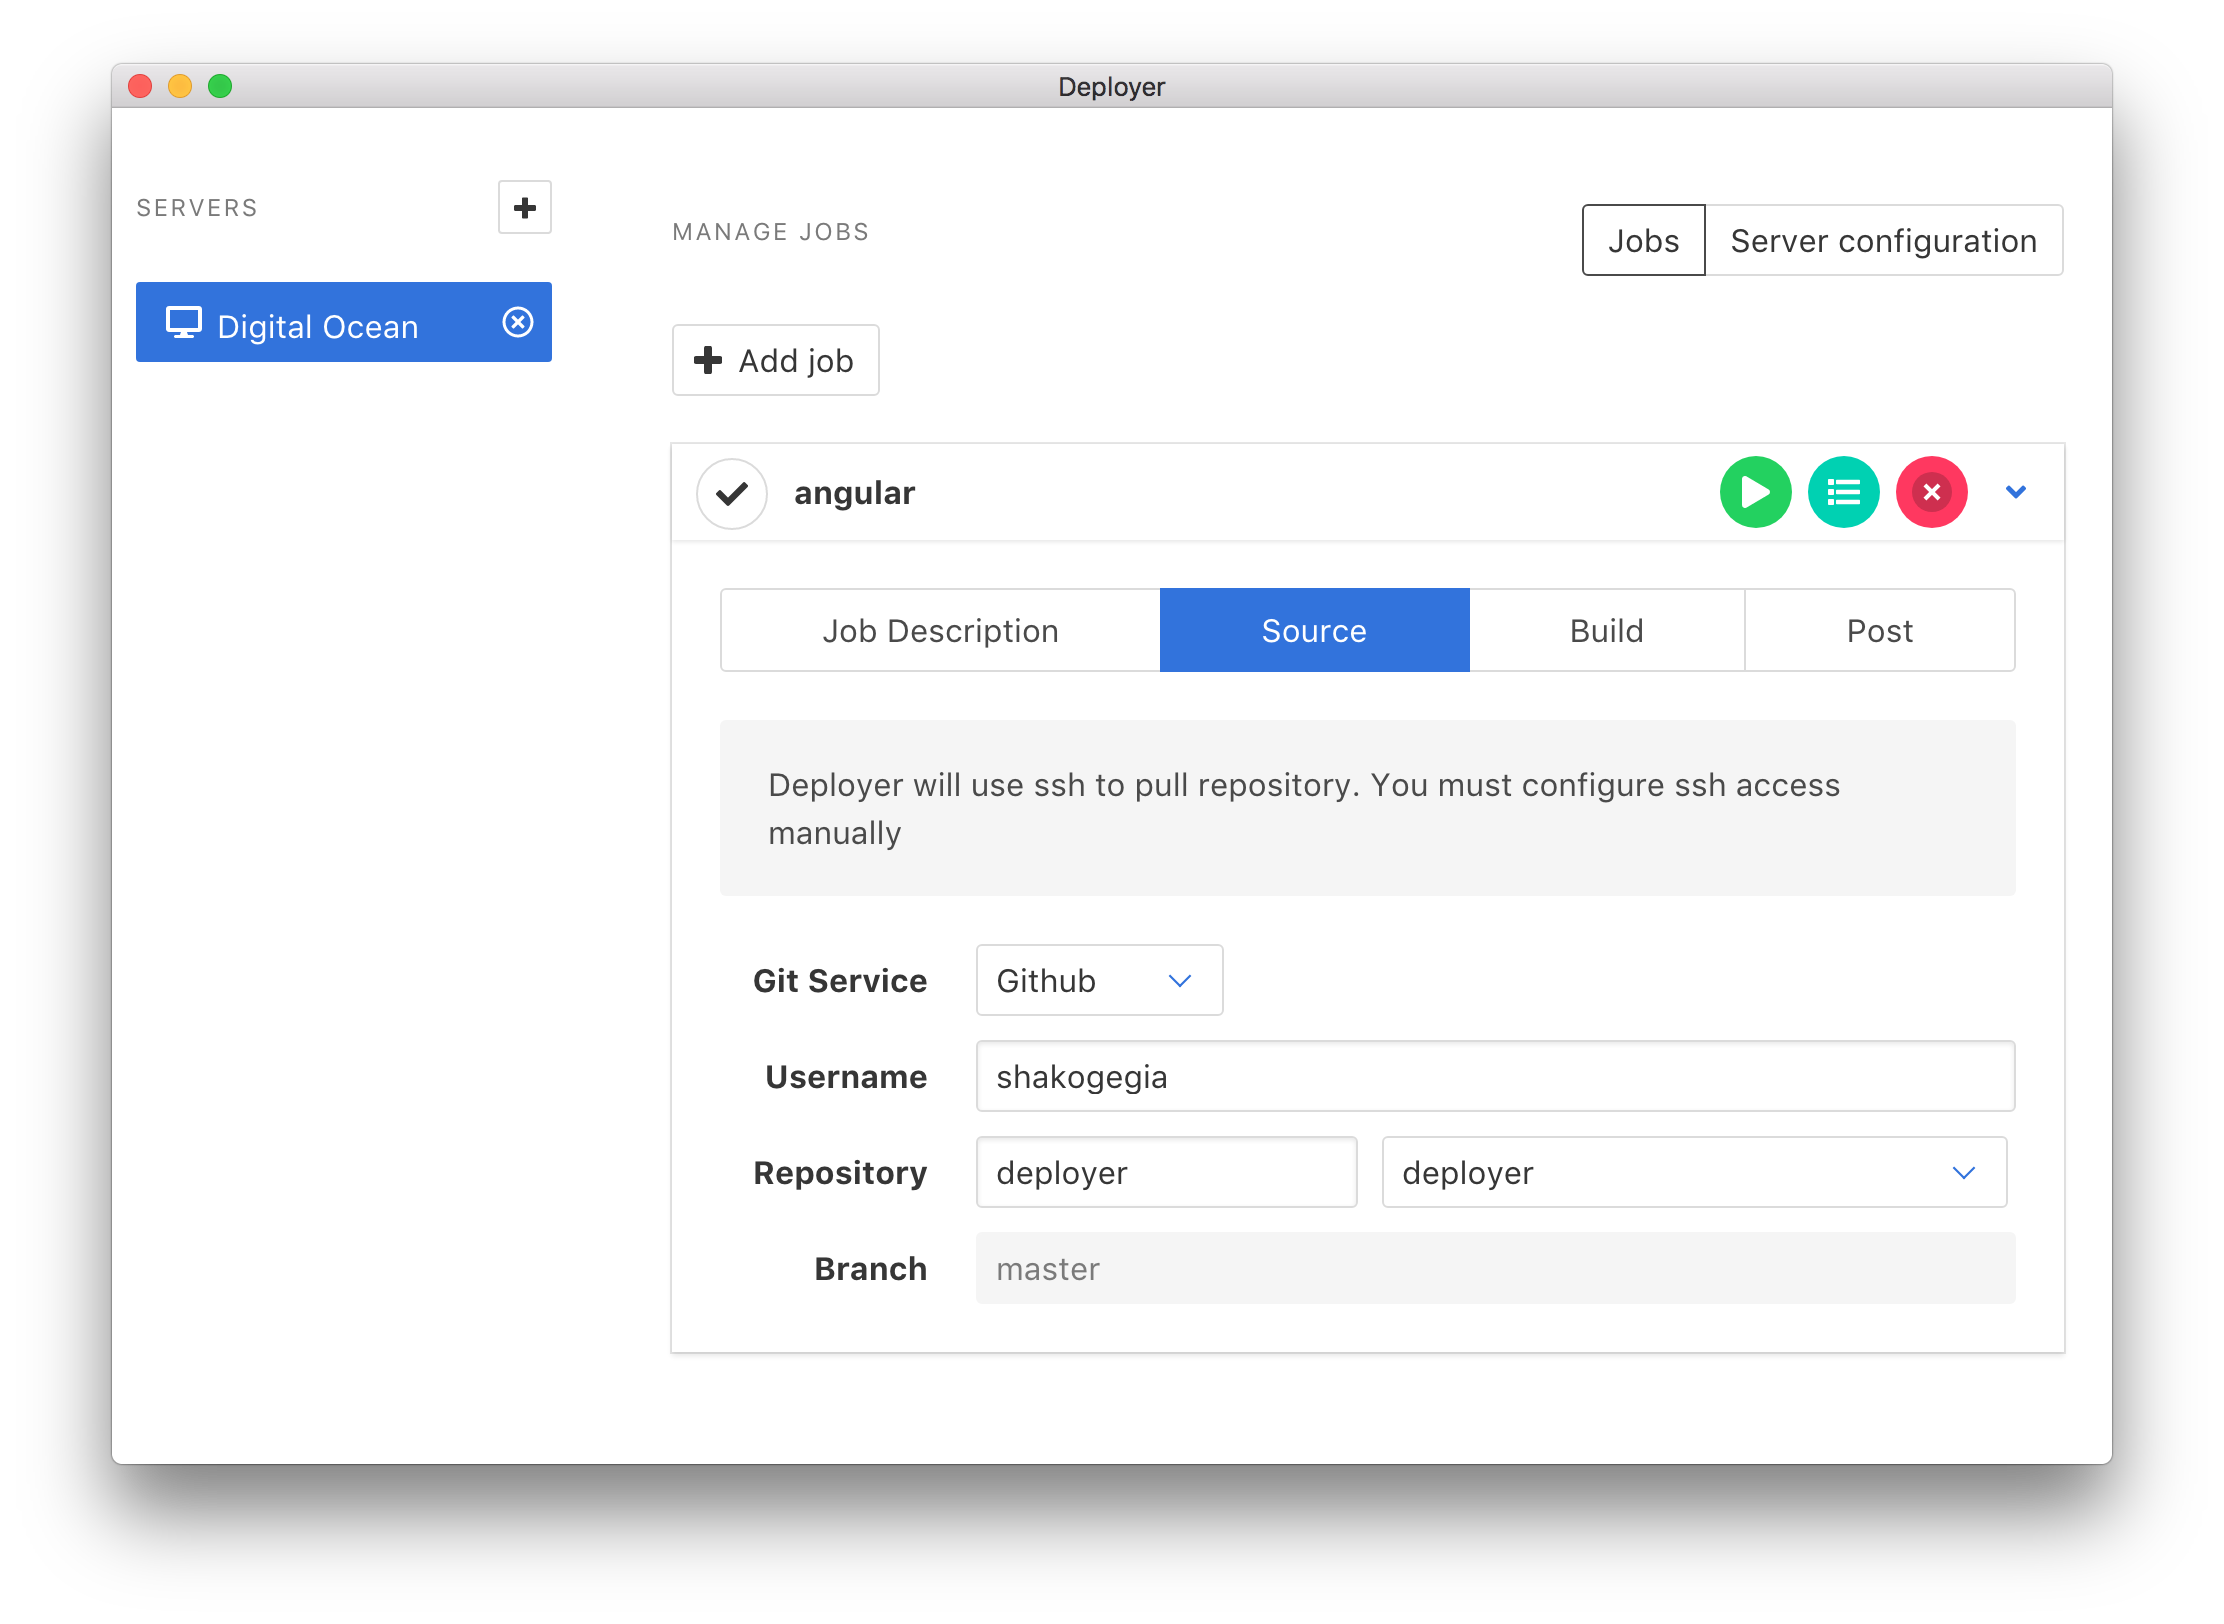 Deployer
SERVERS
Digital Ocean
MANAGE JOBS
Jobs
Server configuration
Add job
angular
Job Description
Source
Build
Post
Deployer will use ssh to pull repository. You must configure ssh access
manually
Git Service
Github
Username
shakogegia
Repository
deployer
deployer
Branch
master